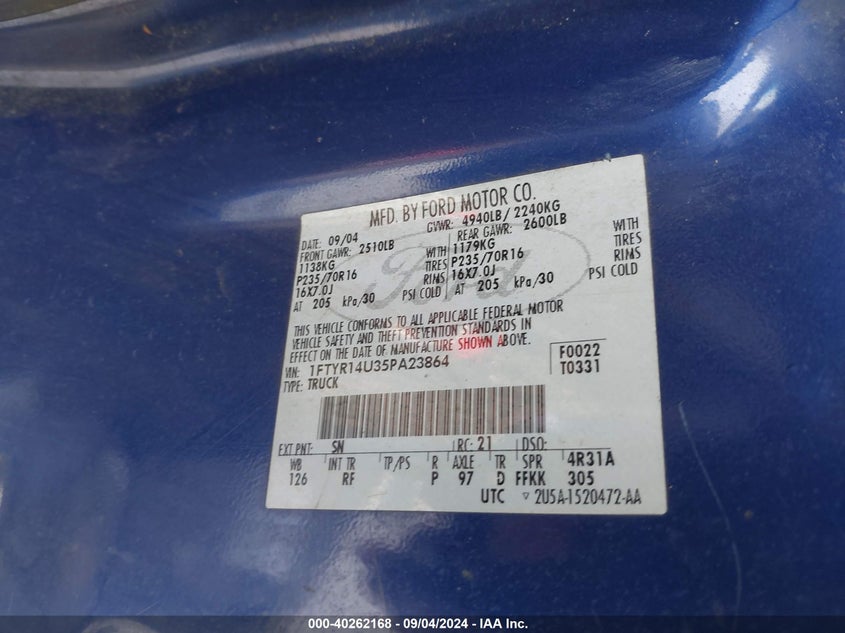 MFD. BY FORD MOTOR CO.
DATE: 09/04 GVWR: 4940LB/ 2240KG
FRONT GAWR: 2510LB REAR GAWR: 2600LB
1138KG WITH 1179KG WITH
P235/70R16 TIRES P235/70R16 TIRES
16X7.0J RIMS 16X7.0J RIMS
AT 205 kPa/30 PSI COLD AT 205 kPa/30 PSI COLD
Ford
THIS VEHICLE CONFORMS TO ALL APPLICABLE FEDERAL MOTOR
VEHICLE SAFETY AND THEFT PREVENTION STANDARDS IN
EFFECT ON THE DATE OF MANUFACTURE SHOWN ABOVE.
VIN: 1FTYR14U35PA23864
TYPE: TRUCK
F0022
T0331
EXT PNT: SN RC: 21 DSO:
WB INT TR TP/PS R AXLE TR SPR 4R31A
126 RF P 97 D FFKK 305
UTC ▽ 2U5A-1520472-AA
000-40262168 - 09/04/2024 - IAA Inc.